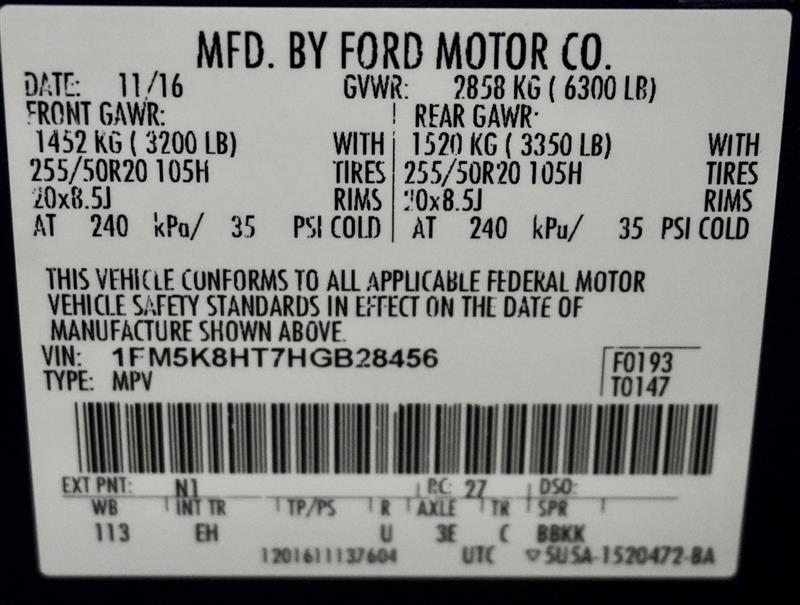 MFD. BY FORD MOTOR CO.
DATE: 11/16 GVWR: 2858 KG ( 6300 LB)
FRONT GAWR: REAR GAWR:
1452 KG ( 3200 LB) WITH 1520 KG ( 3350 LB) WITH
255/50R20 105H TIRES 255/50R20 105H TIRES
20x8.5J RIMS 20x8.5J RIMS
AT 240 kPa/ 35 PSI COLD AT 240 kPa/ 35 PSI COLD
THIS VEHICLE CONFORMS TO ALL APPLICABLE FEDERAL MOTOR
VEHICLE SAFETY STANDARDS IN EFFECT ON THE DATE OF
MANUFACTURE SHOWN ABOVE.
VIN: 1FM5K8HT7HGB28456 F0193
TYPE: MPV T0147
EXT PNT: N1 RC: 27 DSO:
WB INT TR TP/PS R AXLE TR SPR
113 EH U 3E C BBKK
1201611137604 UTC ▽5U5A-1520472-BA